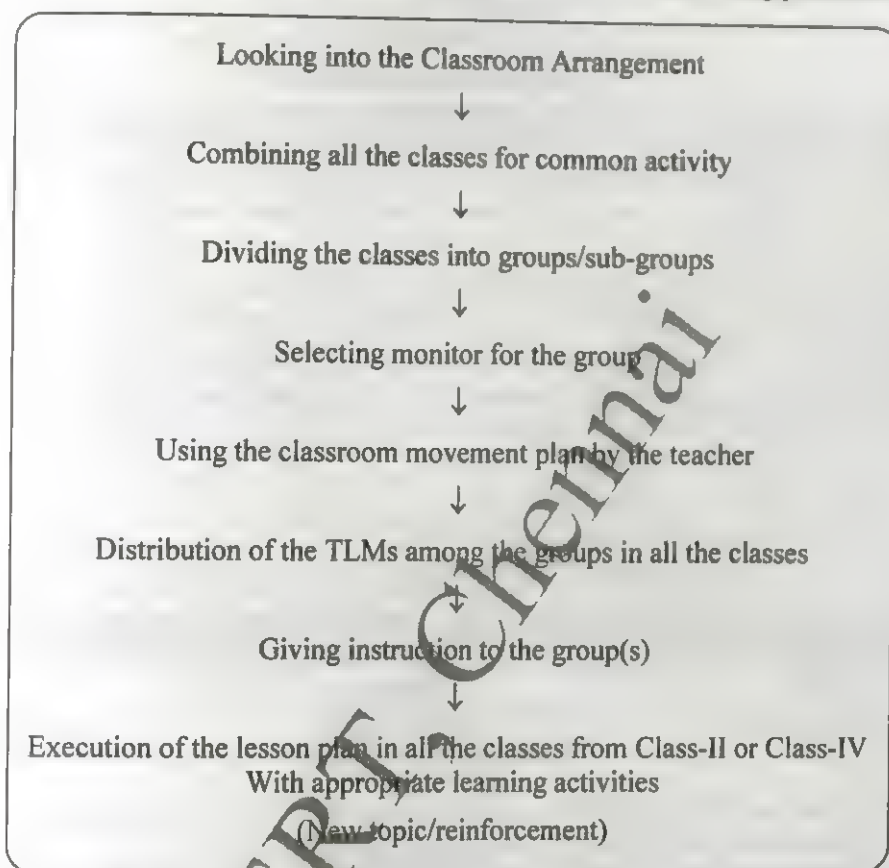 Looking into the Classroom Arrangement
↓
Combining all the classes for common activity
↓
Dividing the classes into groups/sub-groups
↓
Selecting monitor for the group
↓
Using the classroom movement plan by the teacher
↓
Distribution of the TLMs among the groups in all the classes
↓
Giving instruction to the group(s)
↓
Execution of the lesson plan in all the classes from Class-II or Class-IV
With appropriate learning activities
(New topic/reinforcement)
ERT, Chennai